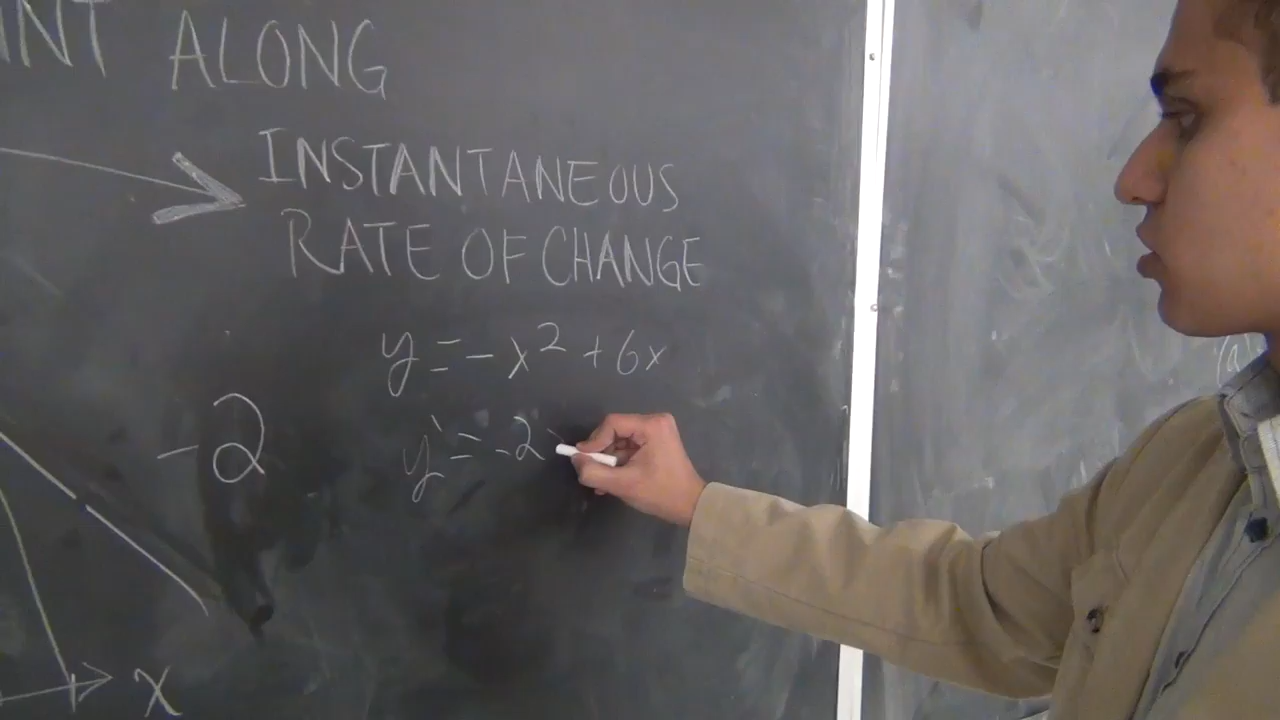 ALONG
INSTANTANEOUS
RATE OF CHANGE
y = -x² + 6x
-2
y' = -2
x